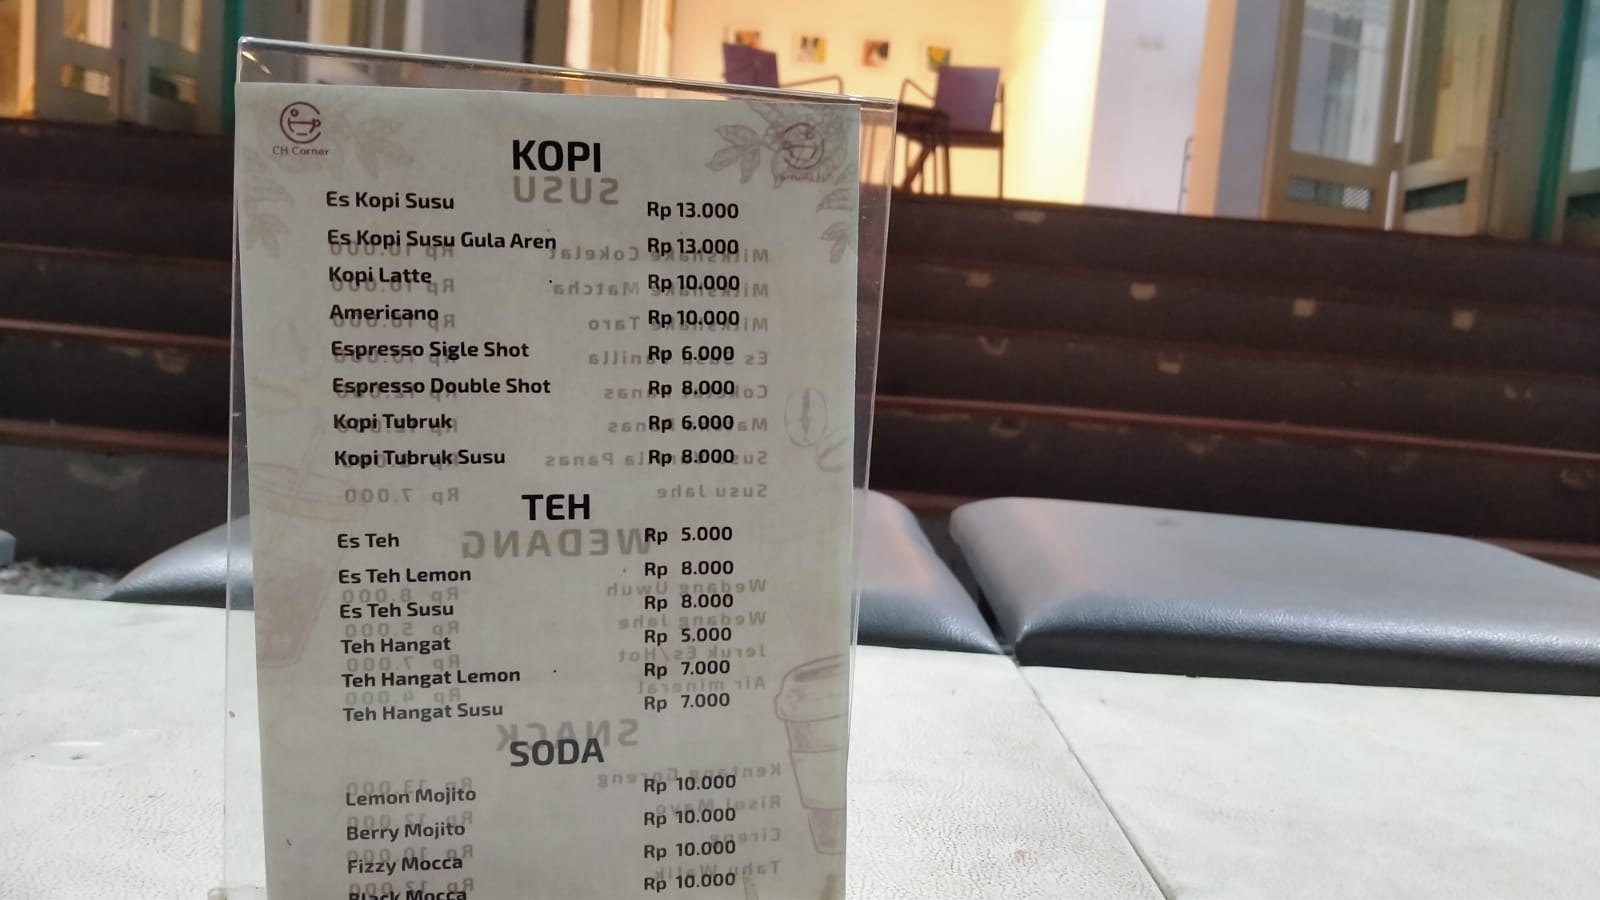 CH Corner
KOPI
Es Kopi Susu Rp 13.000
Es Kopi Susu Gula Aren Rp 13.000
Kopi Latte Rp 10.000
Americano Rp 10.000
Espresso Sigle Shot Rp 6.000
Espresso Double Shot Rp 8.000
Kopi Tubruk Rp 6.000
Kopi Tubruk Susu Rp 8.000
TEH
Es Teh Rp 5.000
Es Teh Lemon Rp 8.000
Es Teh Susu Rp 8.000
Teh Hangat Rp 5.000
Teh Hangat Lemon Rp 7.000
Teh Hangat Susu Rp 7.000
SODA
Lemon Mojito Rp 10.000
Berry Mojito Rp 10.000
Fizzy Mocca Rp 10.000
Black Mocca Rp 10.000